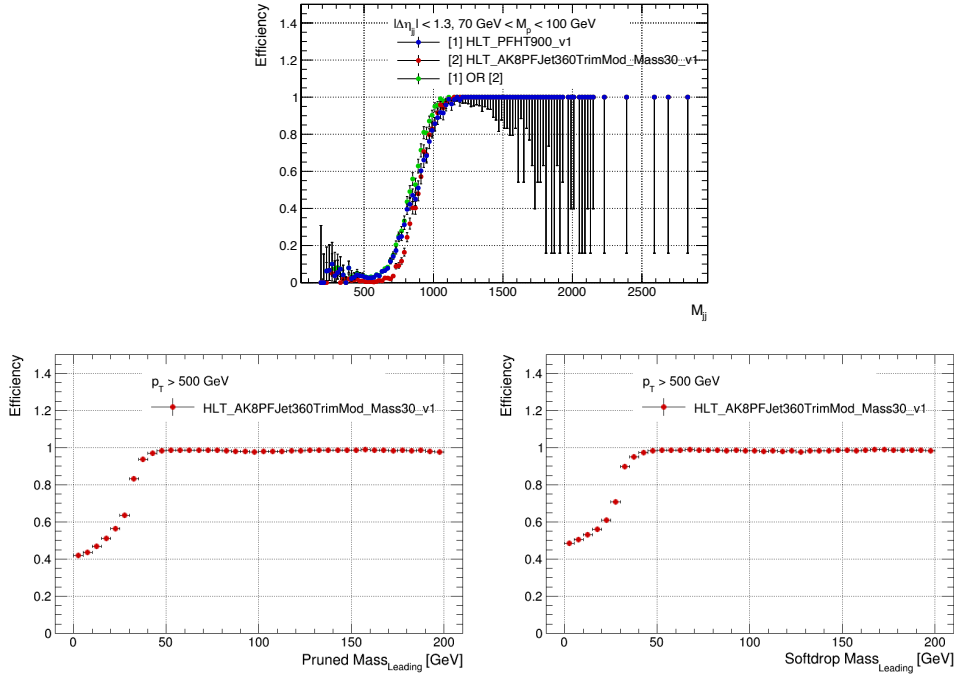 Efficiency
1.4
1.2
1
0.8
0.6
0.4
0.2
0
|Δη_jj| < 1.3, 70 GeV < M_p < 100 GeV
[1] HLT_PFHT900_v1
[2] HLT_AK8PFJet360TrimMod_Mass30_v1
[1] OR [2]
500 1000 1500 2000 2500
M_jj
Efficiency
1.4
1.2
1
0.8
0.6
0.4
0.2
0
p_T > 500 GeV
HLT_AK8PFJet360TrimMod_Mass30_v1
0 50 100 150 200
Pruned Mass_Leading [GeV]
Efficiency
1.4
1.2
1
0.8
0.6
0.4
0.2
0
p_T > 500 GeV
HLT_AK8PFJet360TrimMod_Mass30_v1
0 50 100 150 200
Softdrop Mass_Leading [GeV]